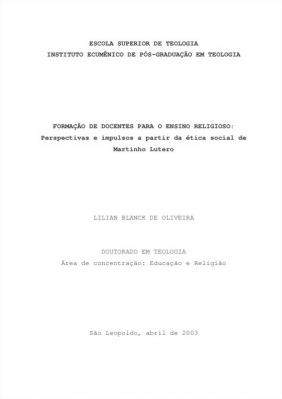 ESCOLA SUPERIOR DE TEOLOGIA
INSTITUTO ECUMÊNICO DE PÓS-GRADUAÇÃO EM TEOLOGIA
FORMAÇÃO DE DOCENTES PARA O ENSINO RELIGIOSO:
Perspectivas e impulsos a partir da ética social de
Martinho Lutero
LILIAN BLANCK DE OLIVEIRA
DOUTORADO EM TEOLOGIA
Área de concentração: Educação e Religião
São Leopoldo, abril de 2003